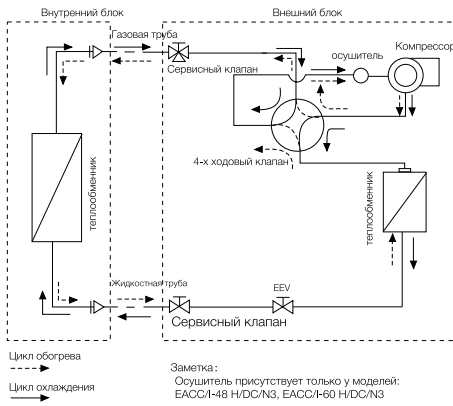 Внутренний блок
Внешний блок
Газовая труба
осушитель
Компрессор
Сервисный клапан
4-х ходовый клапан
теплообменник
теплообменник
Жидкостная труба
EEV
Сервисный клапан
Цикл обогрева
Цикл охлаждения
Заметка:
Осушитель присутствует только у моделей:
EACC/I-48 H/DC/N3, EACC/I-60 H/DC/N3